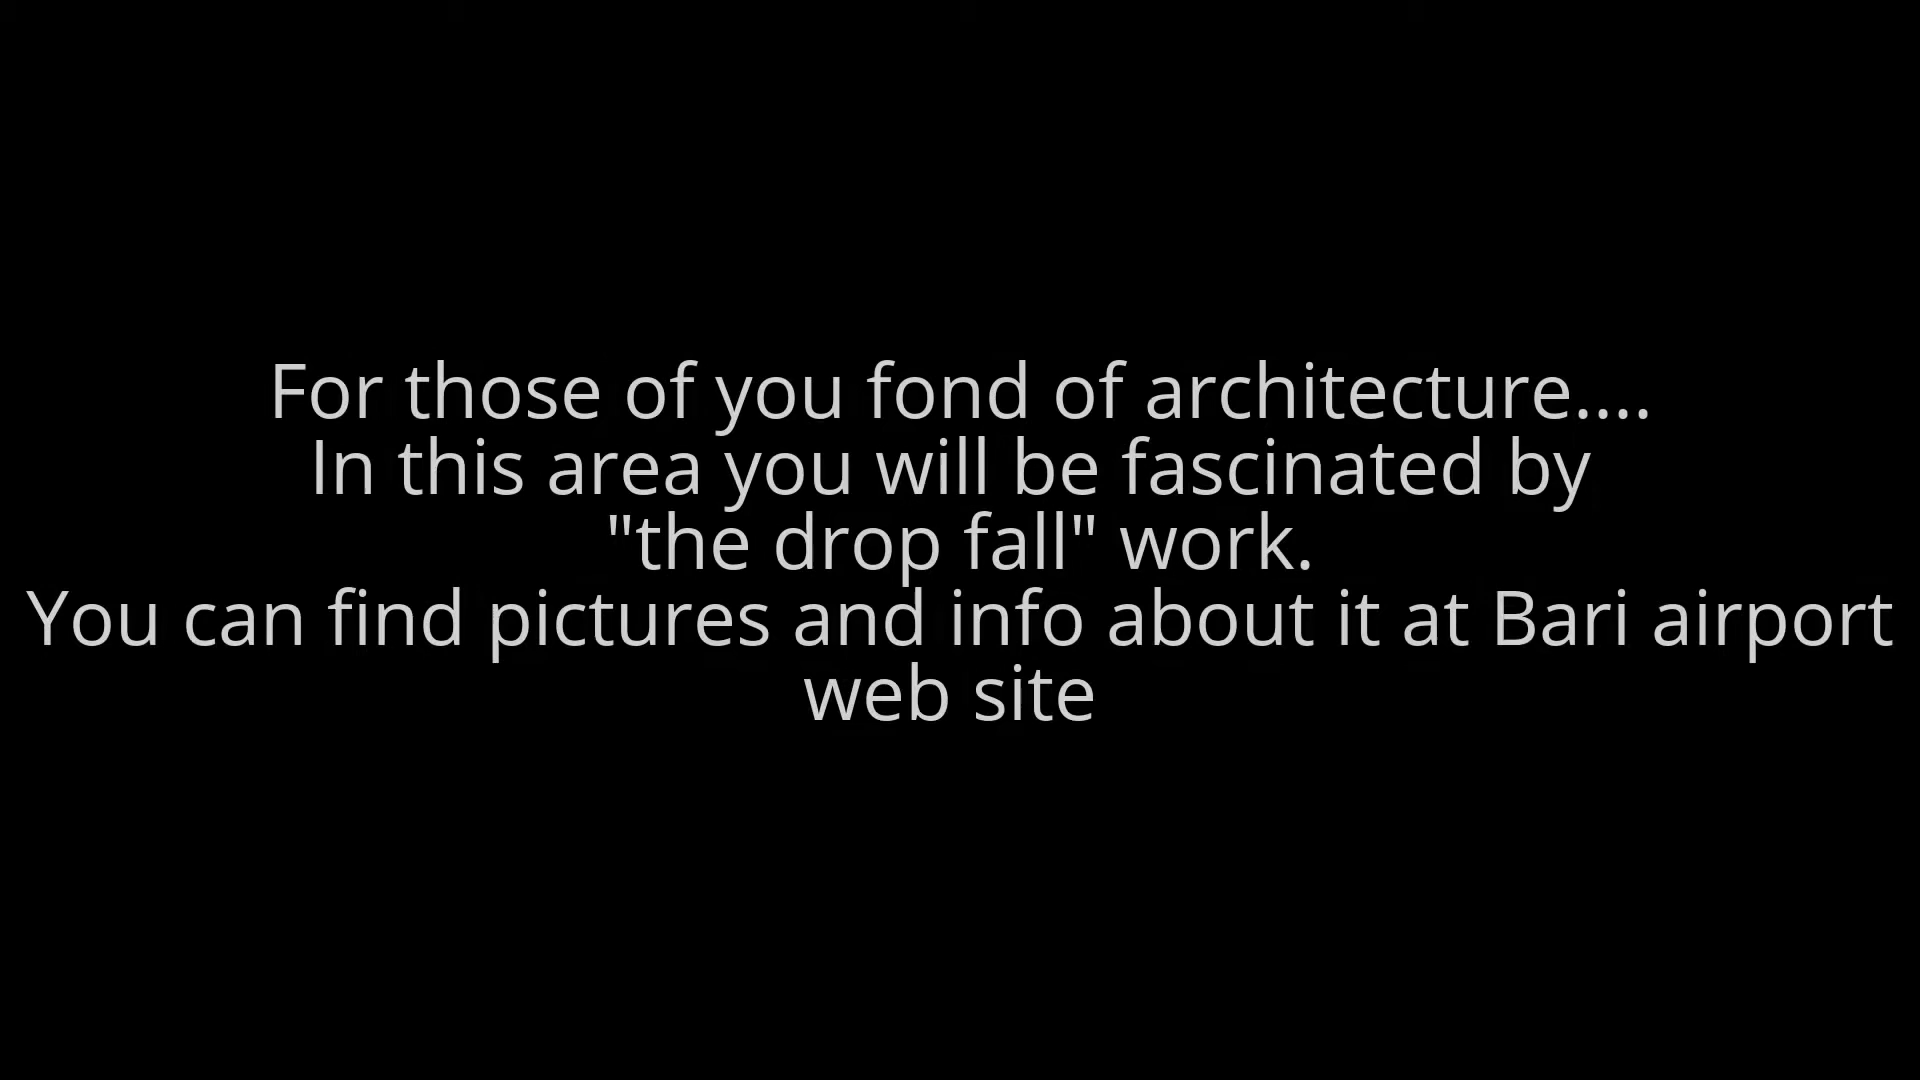 For those of you fond of architecture....
In this area you will be fascinated by
"the drop fall" work.
You can find pictures and info about it at Bari airport
web site